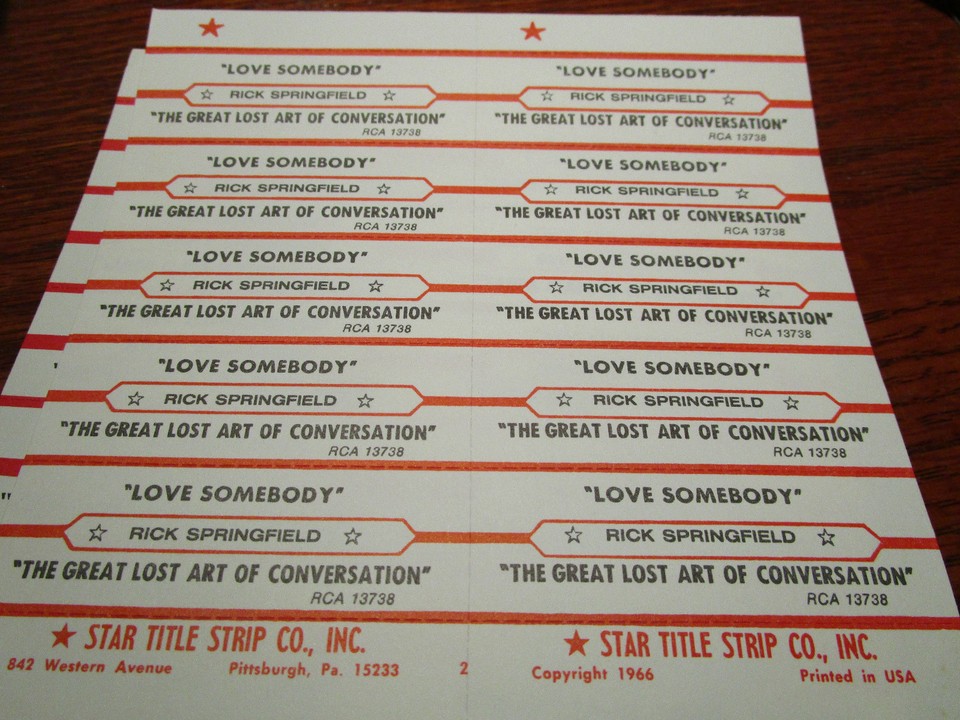 "LOVE SOMEBODY" "LOVE SOMEBODY"
☆ RICK SPRINGFIELD ☆ ☆ RICK SPRINGFIELD ☆
"THE GREAT LOST ART OF CONVERSATION" "THE GREAT LOST ART OF CONVERSATION"
RCA 13738 RCA 13738
"LOVE SOMEBODY" "LOVE SOMEBODY"
☆ RICK SPRINGFIELD ☆ ☆ RICK SPRINGFIELD ☆
"THE GREAT LOST ART OF CONVERSATION" "THE GREAT LOST ART OF CONVERSATION"
RCA 13738 RCA 13738
"LOVE SOMEBODY" "LOVE SOMEBODY"
☆ RICK SPRINGFIELD ☆ ☆ RICK SPRINGFIELD ☆
"THE GREAT LOST ART OF CONVERSATION" "THE GREAT LOST ART OF CONVERSATION"
RCA 13738 RCA 13738
"LOVE SOMEBODY" "LOVE SOMEBODY"
☆ RICK SPRINGFIELD ☆ ☆ RICK SPRINGFIELD ☆
"THE GREAT LOST ART OF CONVERSATION" "THE GREAT LOST ART OF CONVERSATION"
RCA 13738 RCA 13738
"LOVE SOMEBODY" "LOVE SOMEBODY"
☆ RICK SPRINGFIELD ☆ ☆ RICK SPRINGFIELD ☆
"THE GREAT LOST ART OF CONVERSATION" "THE GREAT LOST ART OF CONVERSATION"
RCA 13738 RCA 13738
★ STAR TITLE STRIP CO., INC. ★ STAR TITLE STRIP CO., INC.
842 Western Avenue Pittsburgh, Pa. 15233 2 Copyright 1966 Printed in USA